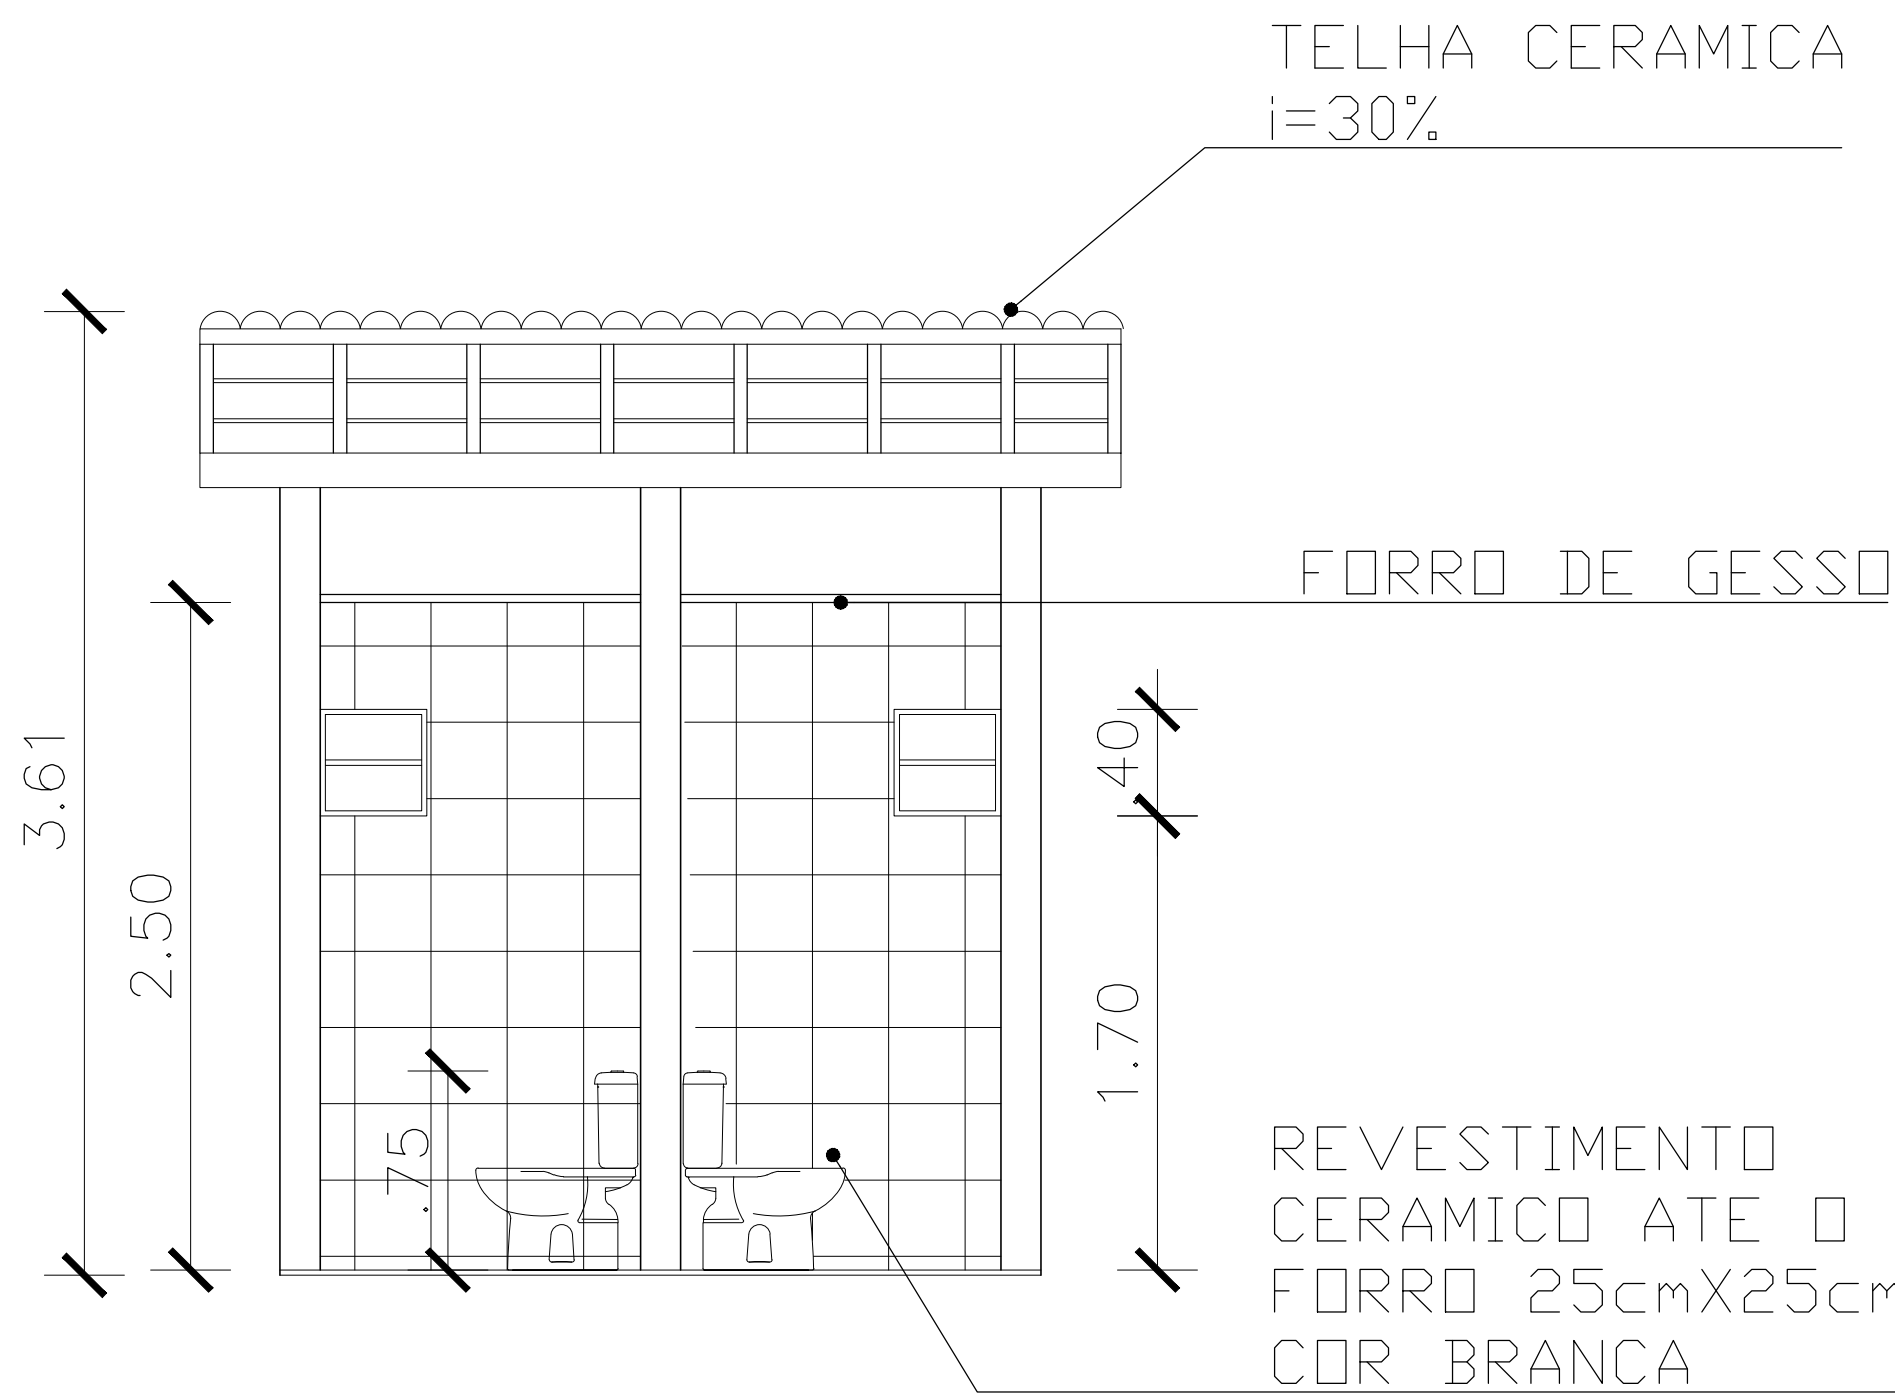 TELHA CERAMICA
i=30%
FORRO DE GESSO
3.61
2.50
.40
1.70
.75
REVESTIMENTO
CERAMICO ATE O
FORRO 25cmX25cm
COR BRANCA